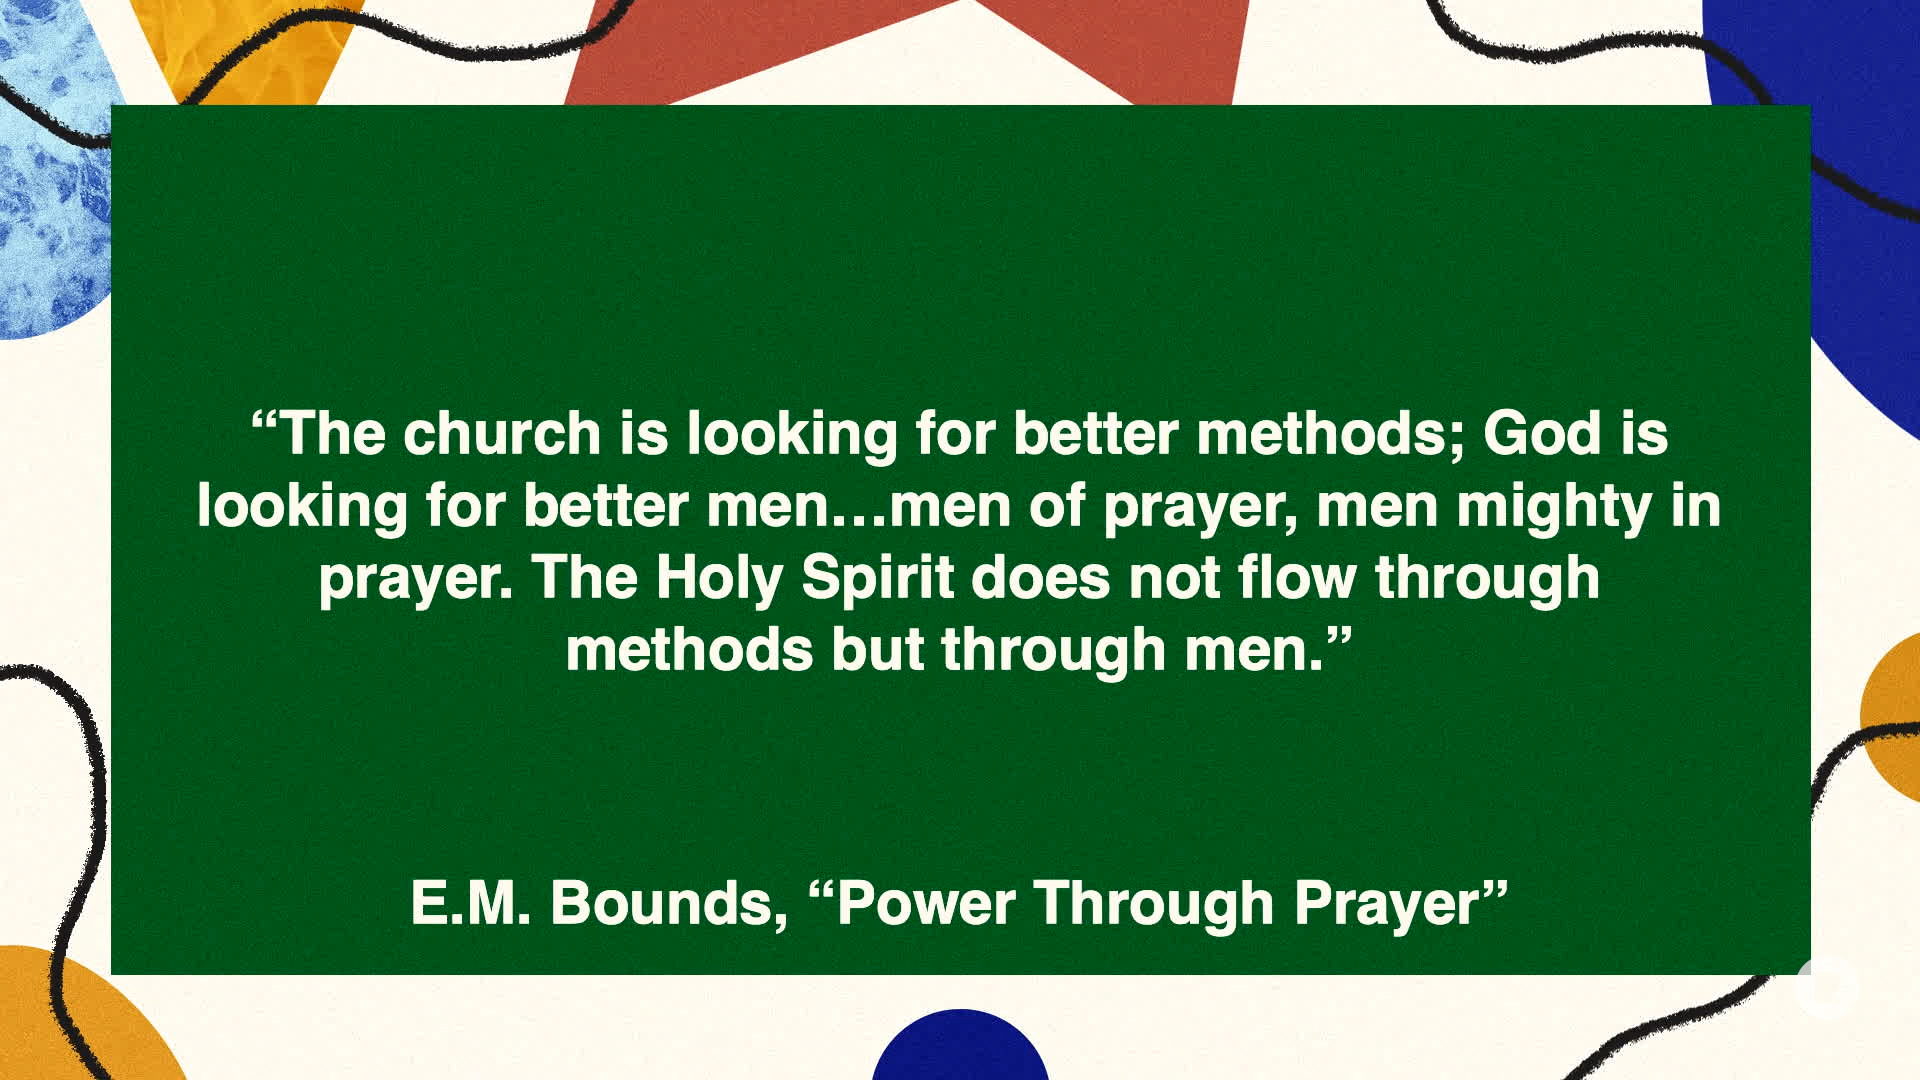 “The church is looking for better methods; God is
looking for better men…men of prayer, men mighty in
prayer. The Holy Spirit does not flow through
methods but through men.”
E.M. Bounds, “Power Through Prayer”